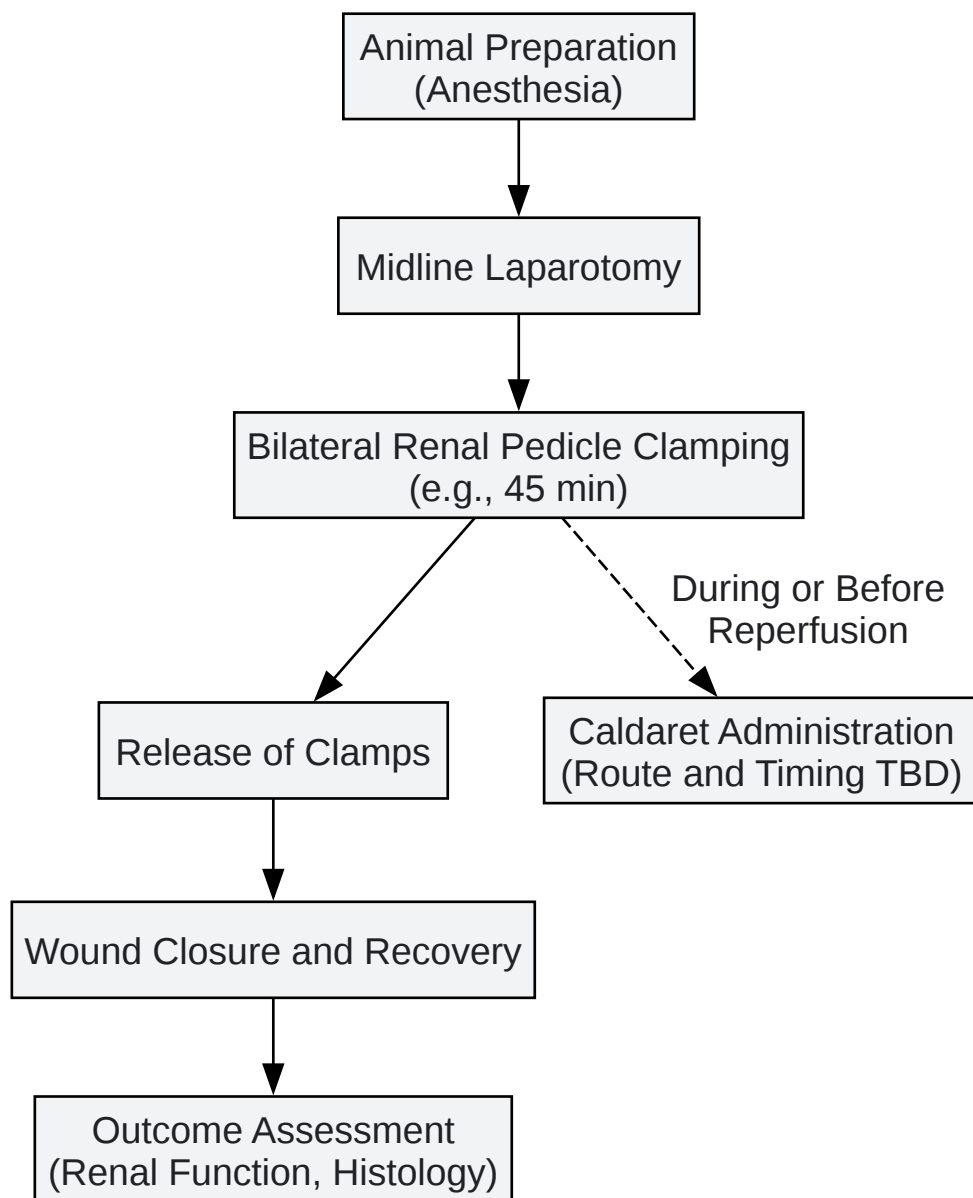 Animal Preparation
(Anesthesia)
Midline Laparotomy
Bilateral Renal Pedicle Clamping
(e.g., 45 min)
During or Before
Reperfusion
Release of Clamps
Caldaret Administration
(Route and Timing TBD)
Wound Closure and Recovery
Outcome Assessment
(Renal Function, Histology)